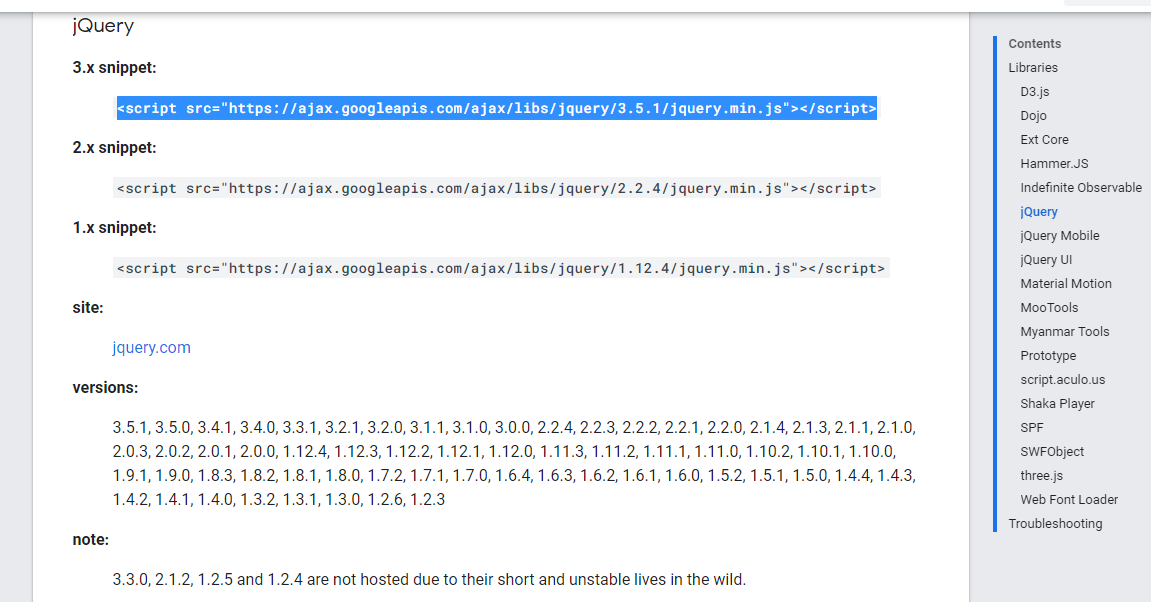 jQuery
3.x snippet:
<script src="https://ajax.googleapis.com/ajax/libs/jquery/3.5.1/jquery.min.js"></script>
2.x snippet:
<script src="https://ajax.googleapis.com/ajax/libs/jquery/2.2.4/jquery.min.js"></script>
1.x snippet:
<script src="https://ajax.googleapis.com/ajax/libs/jquery/1.12.4/jquery.min.js"></script>
site:
jquery.com
versions:
3.5.1, 3.5.0, 3.4.1, 3.4.0, 3.3.1, 3.2.1, 3.2.0, 3.1.1, 3.1.0, 3.0.0, 2.2.4, 2.2.3, 2.2.2, 2.2.1, 2.2.0, 2.1.4, 2.1.3, 2.1.1, 2.1.0,
2.0.3, 2.0.2, 2.0.1, 2.0.0, 1.12.4, 1.12.3, 1.12.2, 1.12.1, 1.12.0, 1.11.3, 1.11.2, 1.11.1, 1.11.0, 1.10.2, 1.10.1, 1.10.0,
1.9.1, 1.9.0, 1.8.3, 1.8.2, 1.8.1, 1.8.0, 1.7.2, 1.7.1, 1.7.0, 1.6.4, 1.6.3, 1.6.2, 1.6.1, 1.6.0, 1.5.2, 1.5.1, 1.5.0, 1.4.4, 1.4.3,
1.4.2, 1.4.1, 1.4.0, 1.3.2, 1.3.1, 1.3.0, 1.2.6, 1.2.3
note:
3.3.0, 2.1.2, 1.2.5 and 1.2.4 are not hosted due to their short and unstable lives in the wild.
Contents
Libraries
D3.js
Dojo
Ext Core
Hammer.JS
Indefinite Observable
jQuery
jQuery Mobile
jQuery UI
Material Motion
MooTools
Myanmar Tools
Prototype
script.aculo.us
Shaka Player
SPF
SWFObject
three.js
Web Font Loader
Troubleshooting